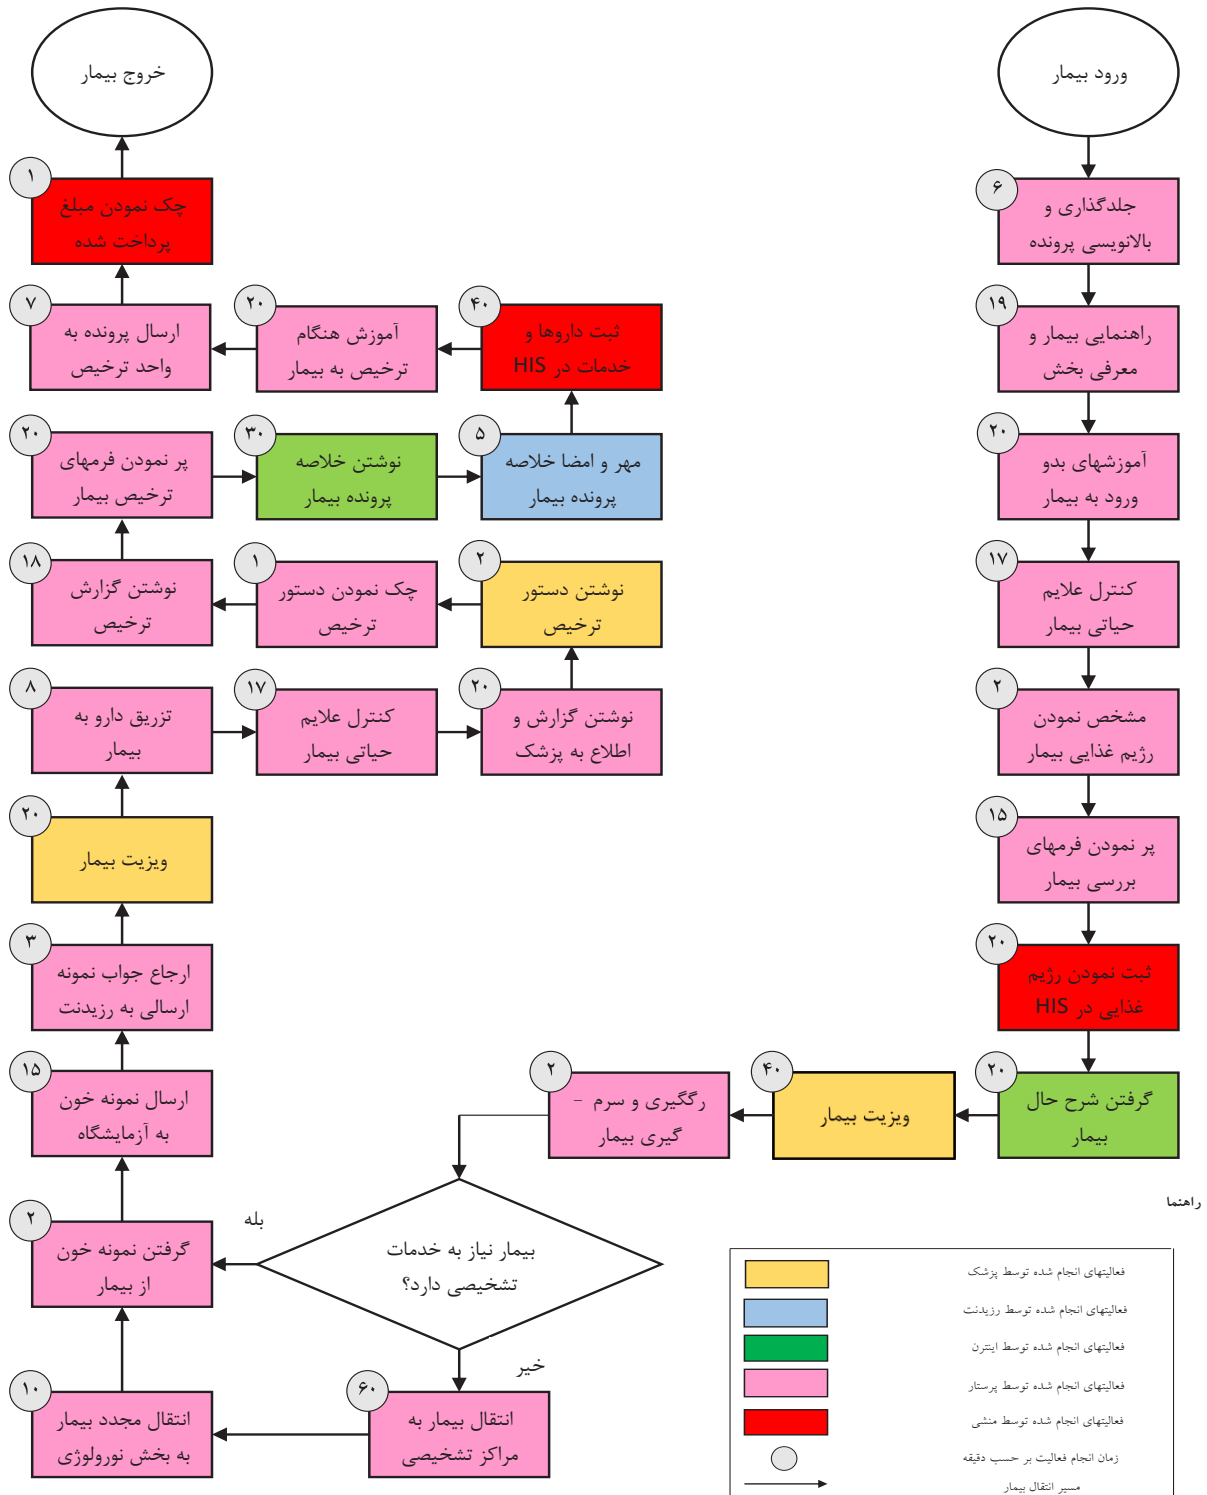 ورود بیمار
۶
جلدگذاری و
بالانویسی پرونده
۱۹
راهنمایی بیمار و
معرفی بخش
۲۰
آموزشهای بدو
ورود به بیمار
۱۷
کنترل علایم
حیاتی بیمار
۲
مشخص نمودن
رژیم غذایی بیمار
۱۵
پر نمودن فرمهای
بررسی بیمار
۲۰
ثبت نمودن رژیم
غذایی در HIS
۲۰
گرفتن شرح حال
بیمار
۴۰
ویزیت بیمار
۲
رگگیری و سرم -
گیری بیمار
بیمار نیاز به خدمات
تشخیصی دارد؟
بله
خیر
۶۰
انتقال بیمار به
مراکز تشخیصی
۱۰
انتقال مجدد بیمار
به بخش نورولوژی
۲
گرفتن نمونه خون
از بیمار
۱۵
ارسال نمونه خون
به آزمایشگاه
۳
ارجاع جواب نمونه
ارسالی به رزیدنت
۲۰
ویزیت بیمار
۸
تزریق دارو به
بیمار
۱۷
کنترل علایم
حیاتی بیمار
۲۰
نوشتن گزارش و
اطلاع به پزشک
۲
نوشتن دستور
ترخیص
۱
چک نمودن دستور
ترخیص
۱۸
نوشتن گزارش
ترخیص
۲۰
پر نمودن فرمهای
ترخیص بیمار
۳۰
نوشتن خلاصه
پرونده بیمار
۵
مهر و امضا خلاصه
پرونده بیمار
۴۰
ثبت داروها و
خدمات در HIS
۲۰
آموزش هنگام
ترخیص به بیمار
۷
ارسال پرونده به
واحد ترخیص
۱
چک نمودن مبلغ
پرداخت شده
خروج بیمار
راهنما
فعالیتهای انجام شده توسط پزشک
فعالیتهای انجام شده توسط رزیدنت
فعالیتهای انجام شده توسط اینترن
فعالیتهای انجام شده توسط پرستار
فعالیتهای انجام شده توسط منشی
زمان انجام فعالیت بر حسب دقیقه
مسیر انتقال بیمار